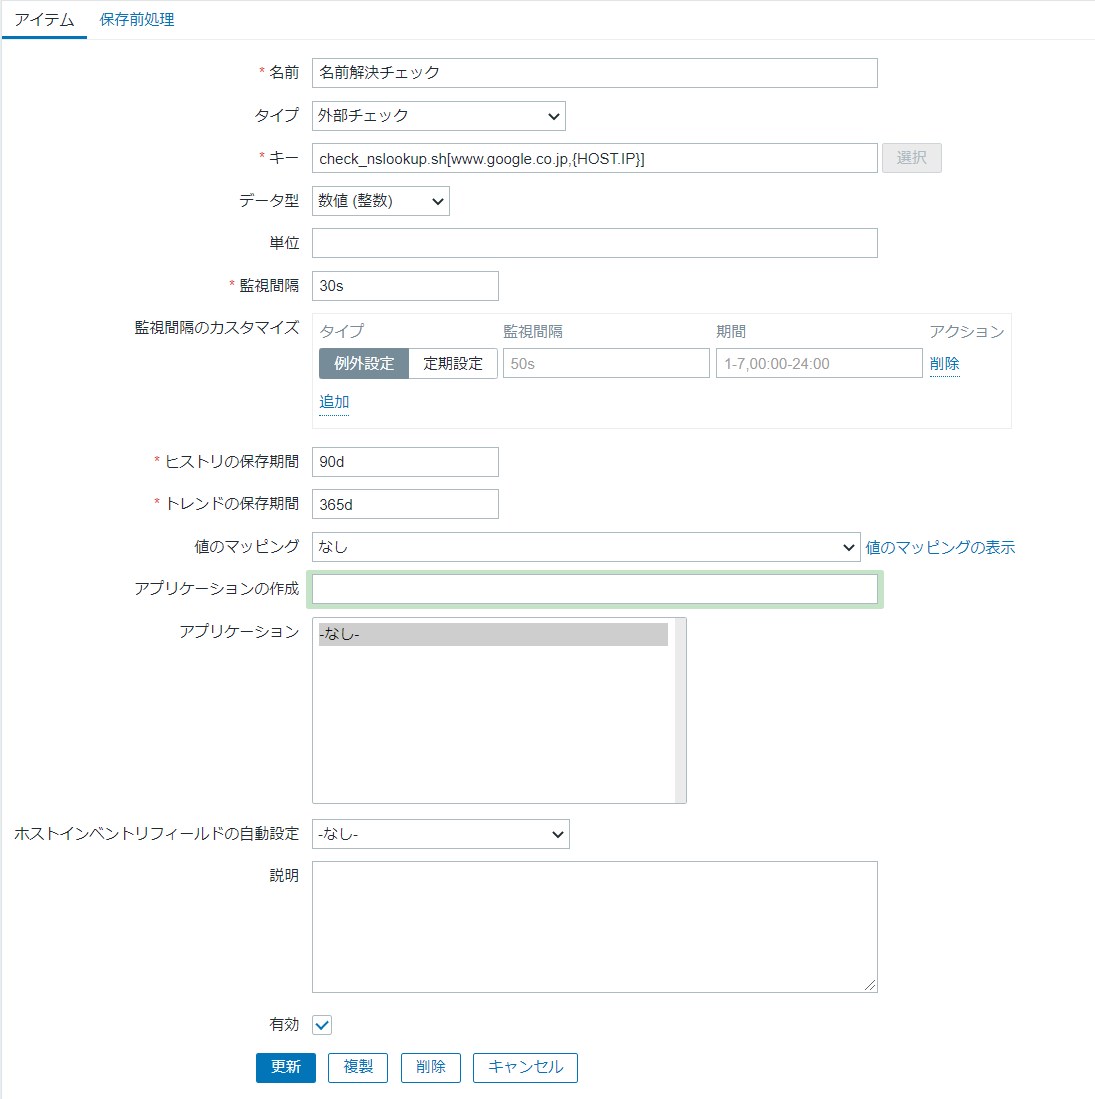 アイテム 保存前処理
* 名前 名前解決チェック
タイプ 外部チェック
* キー check_nslookup.sh[www.google.co.jp,{HOST.IP}] 選択
データ型 数値 (整数)
単位
* 監視間隔 30s
監視間隔のカスタマイズ タイプ 監視間隔 期間 アクション
例外設定 定期設定 50s 1-7,00:00-24:00 削除
追加
* ヒストリの保存期間 90d
* トレンドの保存期間 365d
値のマッピング なし 値のマッピングの表示
アプリケーションの作成
アプリケーション -なし-
ホストインベントリフィールドの自動設定 -なし-
説明
有効
更新 複製 削除 キャンセル